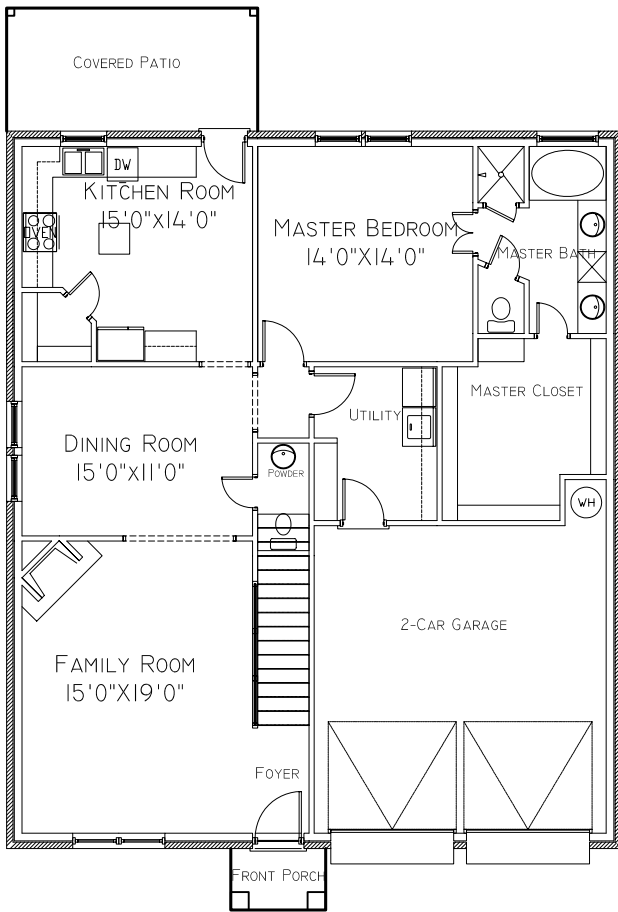 COVERED PATIO
DW
KITCHEN ROOM
15'0"X14'0"
OVEN
MASTER BEDROOM
14'0"X14'0"
MASTER BATH
MASTER CLOSET
UTILITY
DINING ROOM
15'0"X11'0"
POWDER
WH
2-CAR GARAGE
FAMILY ROOM
15'0"X19'0"
FOYER
FRONT PORCH